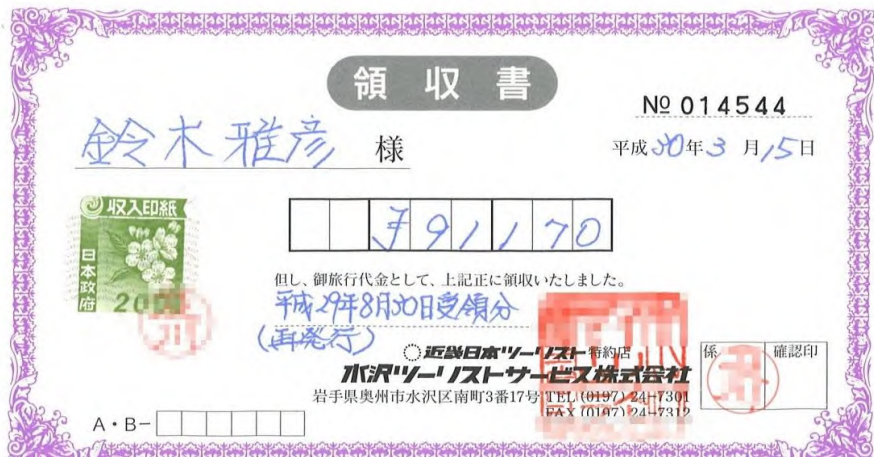 領収書
№ 014544
鈴木雅彦 様
平成30年3月15日
収入印紙
日本政府
¥91170
但し、御旅行代金として、上記正に領収いたしました。
平成29年8月30日受領分
(再発行)
近畿日本ツーリスト特約店
水沢ツーリストサービス株式会社
岩手県奥州市水沢区南町3番17号 TEL (0197) 24-7301
FAX (0197) 24-7312
係 確認印
A・B−